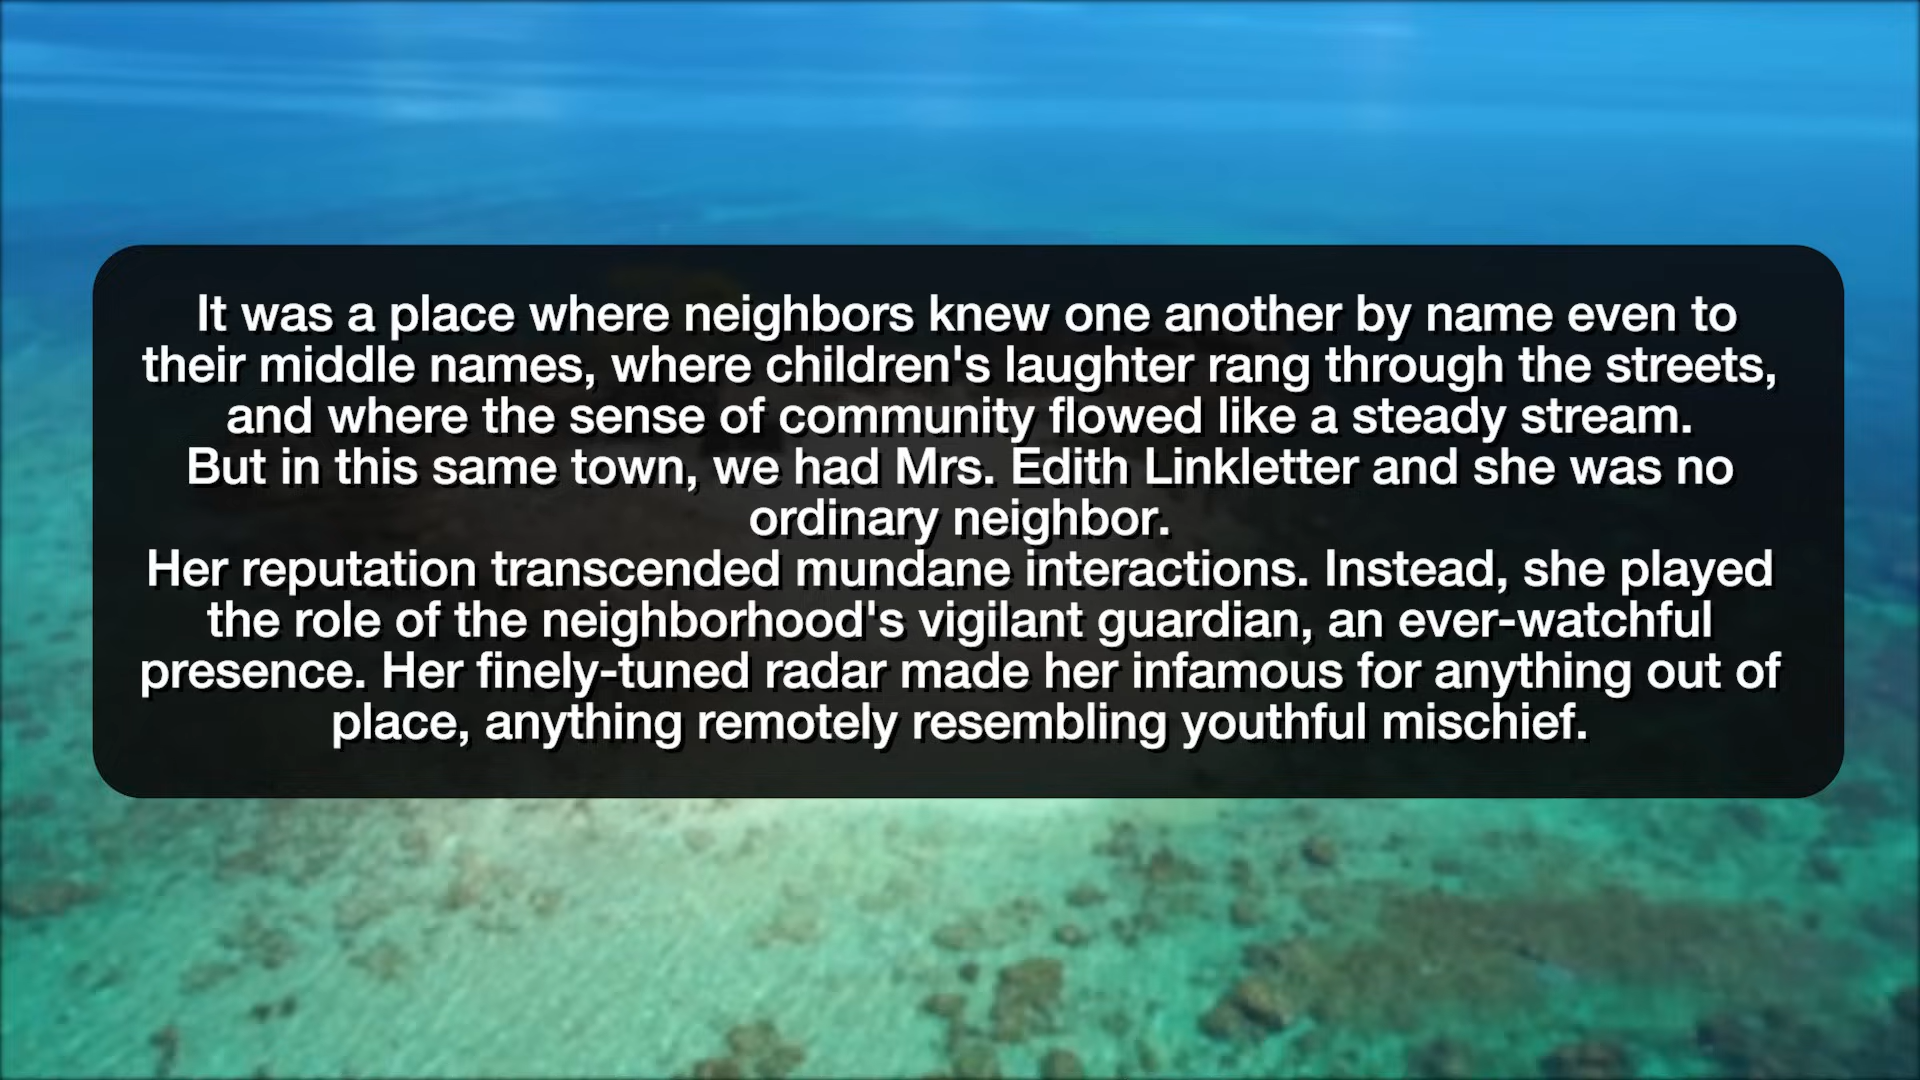 It was a place where neighbors knew one another by name even to
their middle names, where children's laughter rang through the streets,
and where the sense of community flowed like a steady stream.
But in this same town, we had Mrs. Edith Linkletter and she was no
ordinary neighbor.
Her reputation transcended mundane interactions. Instead, she played
the role of the neighborhood's vigilant guardian, an ever-watchful
presence. Her finely-tuned radar made her infamous for anything out of
place, anything remotely resembling youthful mischief.